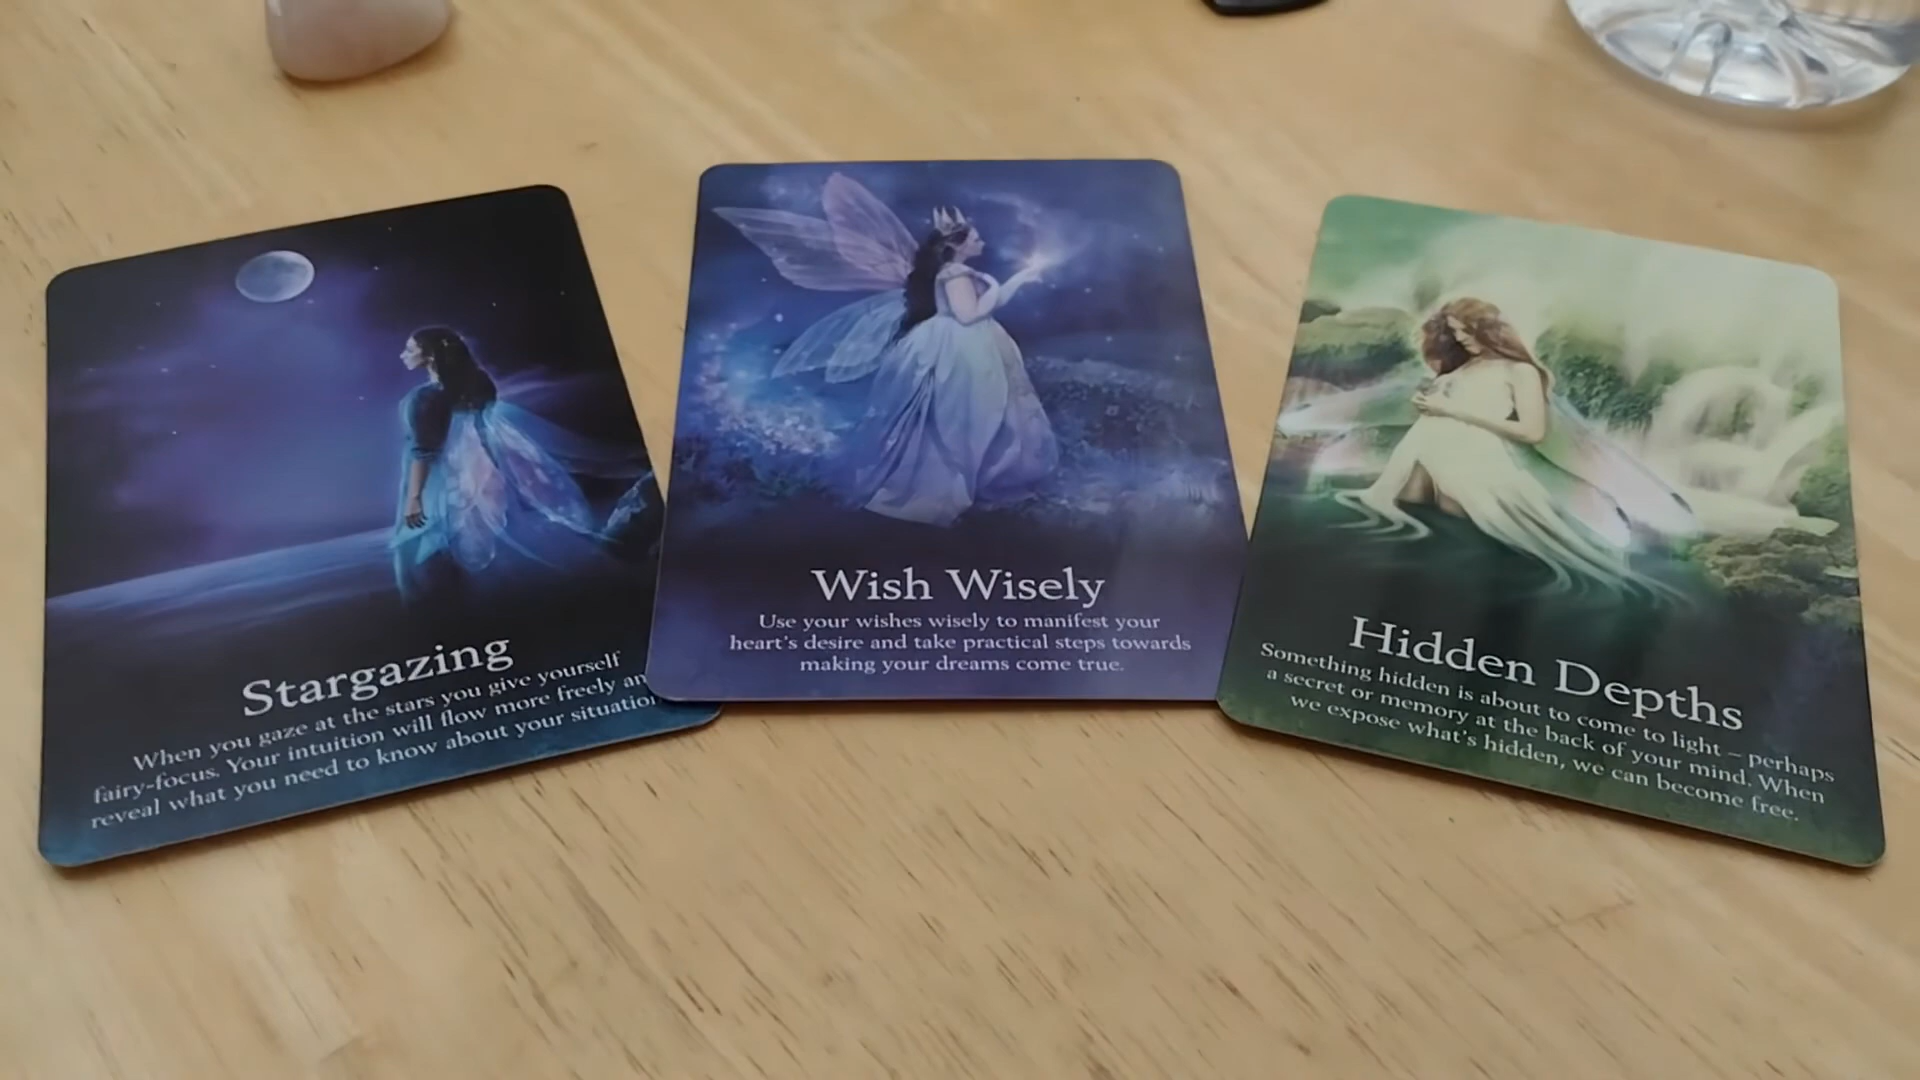 Stargazing
When you gaze at the stars you give yourself
fairy-focus. Your intuition will flow more freely
reveal what you need to know about your situation
Wish Wisely
Use your wishes wisely to manifest your
heart's desire and take practical steps towards
making your dreams come true.
Hidden Depths
Something hidden is about to come to light – perhaps
a secret or memory at the back of your mind. When
we expose what's hidden, we can become free.